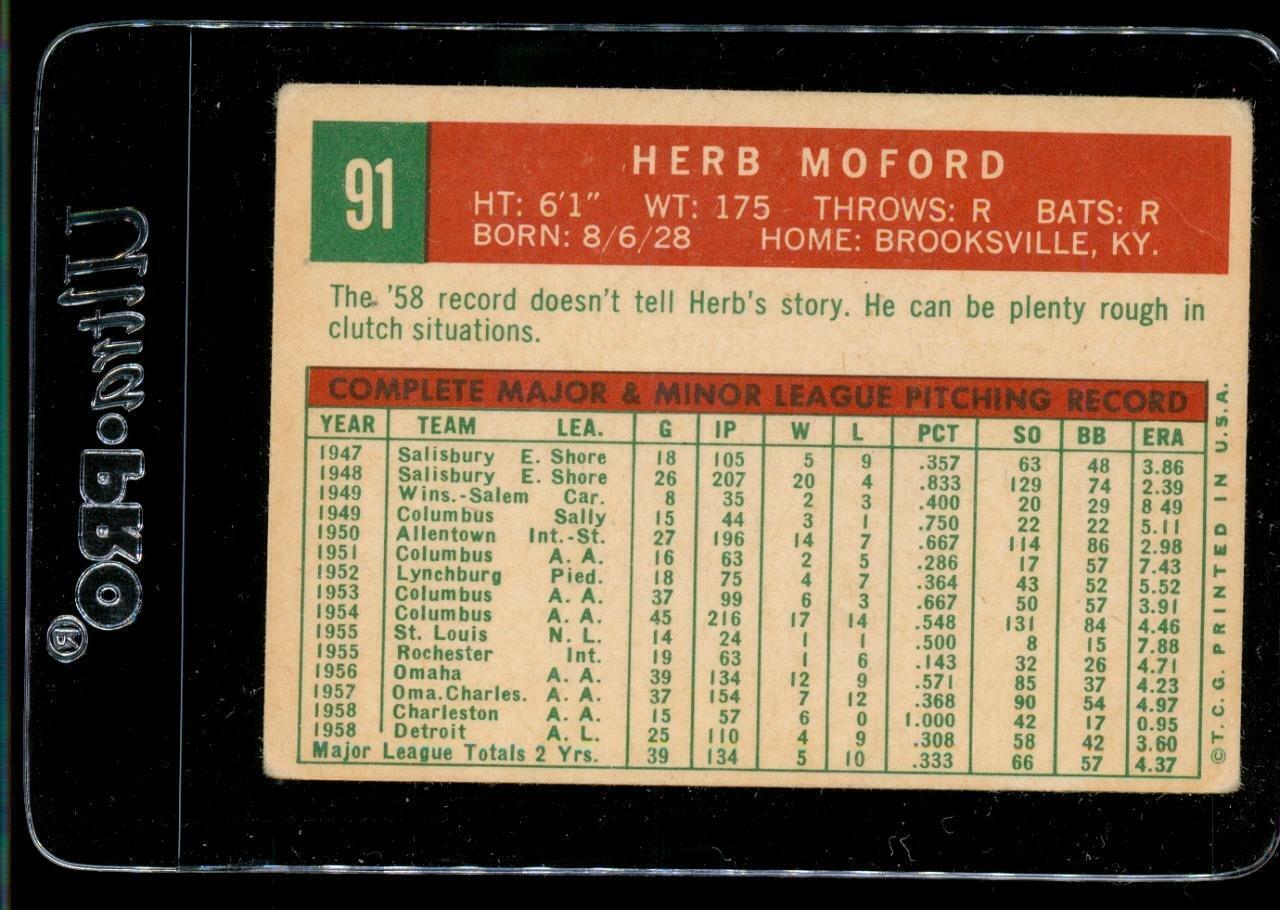 91
HERB MOFORD
HT: 6'1" WT: 175 THROWS: R BATS: R
BORN: 8/6/28 HOME: BROOKSVILLE, KY.
The '58 record doesn't tell Herb's story. He can be plenty rough in
clutch situations.
COMPLETE MAJOR & MINOR LEAGUE PITCHING RECORD
YEAR TEAM LEA. G IP W L PCT SO BB ERA
1947 Salisbury E. Shore 18 105 5 9 .357 63 48 3.86
1948 Salisbury E. Shore 26 207 20 4 .833 129 74 2.39
1949 Wins.-Salem Car. 8 35 2 3 .400 20 29 8 49
1949 Columbus Sally 15 44 3 1 .750 22 22 5.11
1950 Allentown Int.-St. 27 196 14 7 .667 114 86 2.98
1951 Columbus A. A. 16 63 2 5 .286 17 57 7.43
1952 Lynchburg Pied. 18 75 4 7 .364 43 52 5.52
1953 Columbus A. A. 37 99 6 3 .667 50 57 3.91
1954 Columbus A. A. 45 216 17 14 .548 131 84 4.46
1955 St. Louis N. L. 14 24 1 1 .500 8 15 7.88
1955 Rochester Int. 19 63 1 6 .143 32 26 4.71
1956 Omaha A. A. 39 134 12 9 .571 85 37 4.23
1957 Oma.Charles. A. A. 37 154 7 12 .368 90 54 4.97
1958 Charleston A. A. 15 57 6 0 1.000 42 17 0.95
1958 Detroit A. L. 25 110 4 9 .308 58 42 3.60
Major League Totals 2 Yrs. 39 134 5 10 .333 66 57 4.37
©T. C. G. PRINTED IN U.S.A.
Ultra•PRO®